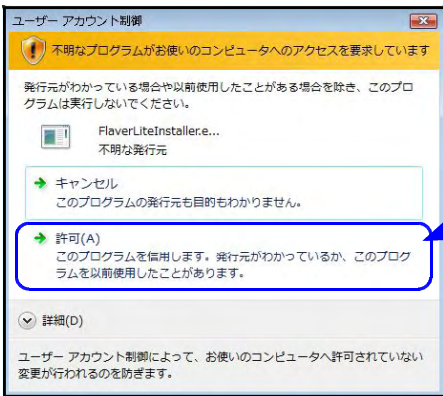 ユーザー アカウント制御
不明なプログラムがお使いのコンピュータへのアクセスを要求しています
発行元がわかっている場合や以前使用したことがある場合を除き、このプロ
グラムは実行しないでください。
FlaverLiteInstaller.e...
不明な発行元
キャンセル
このプログラムの発行元も目的もわかりません。
許可(A)
このプログラムを信用します。発行元がわかっているか、このプログ
ラムを以前使用したことがあります。
詳細(D)
ユーザー アカウント制御によって、お使いのコンピュータへ許可されていない
変更が行われるのを防ぎます。